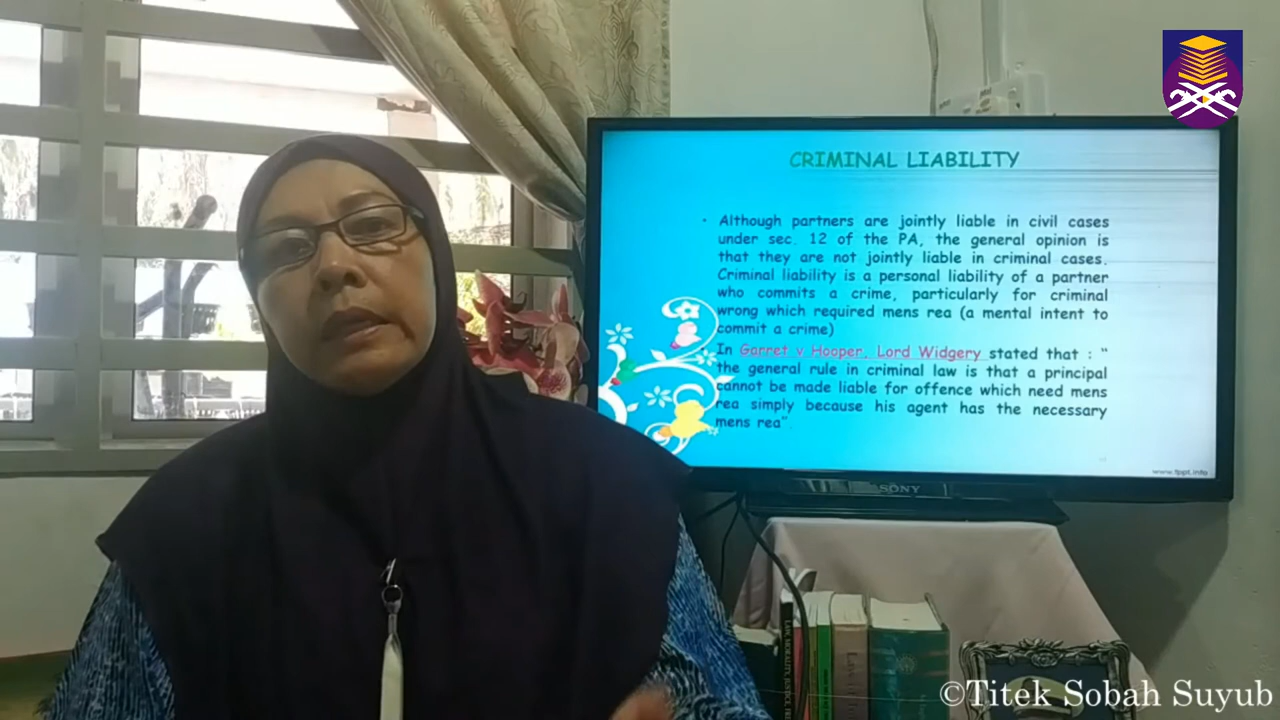 CRIMINAL LIABILITY
• Although partners are jointly liable in civil cases
under sec. 12 of the PA, the general opinion is
that they are not jointly liable in criminal cases.
Criminal liability is a personal liability of a partner
who commits a crime, particularly for criminal
wrong which required mens rea (a mental intent to
commit a crime)
In Garret v Hooper, Lord Widgery stated that : “
the general rule in criminal law is that a principal
cannot be made liable for offence which need mens
rea simply because his agent has the necessary
mens rea”.
www.fppt.info
SONY
LAW, MORALITY,
©Titek Sobah Suyub